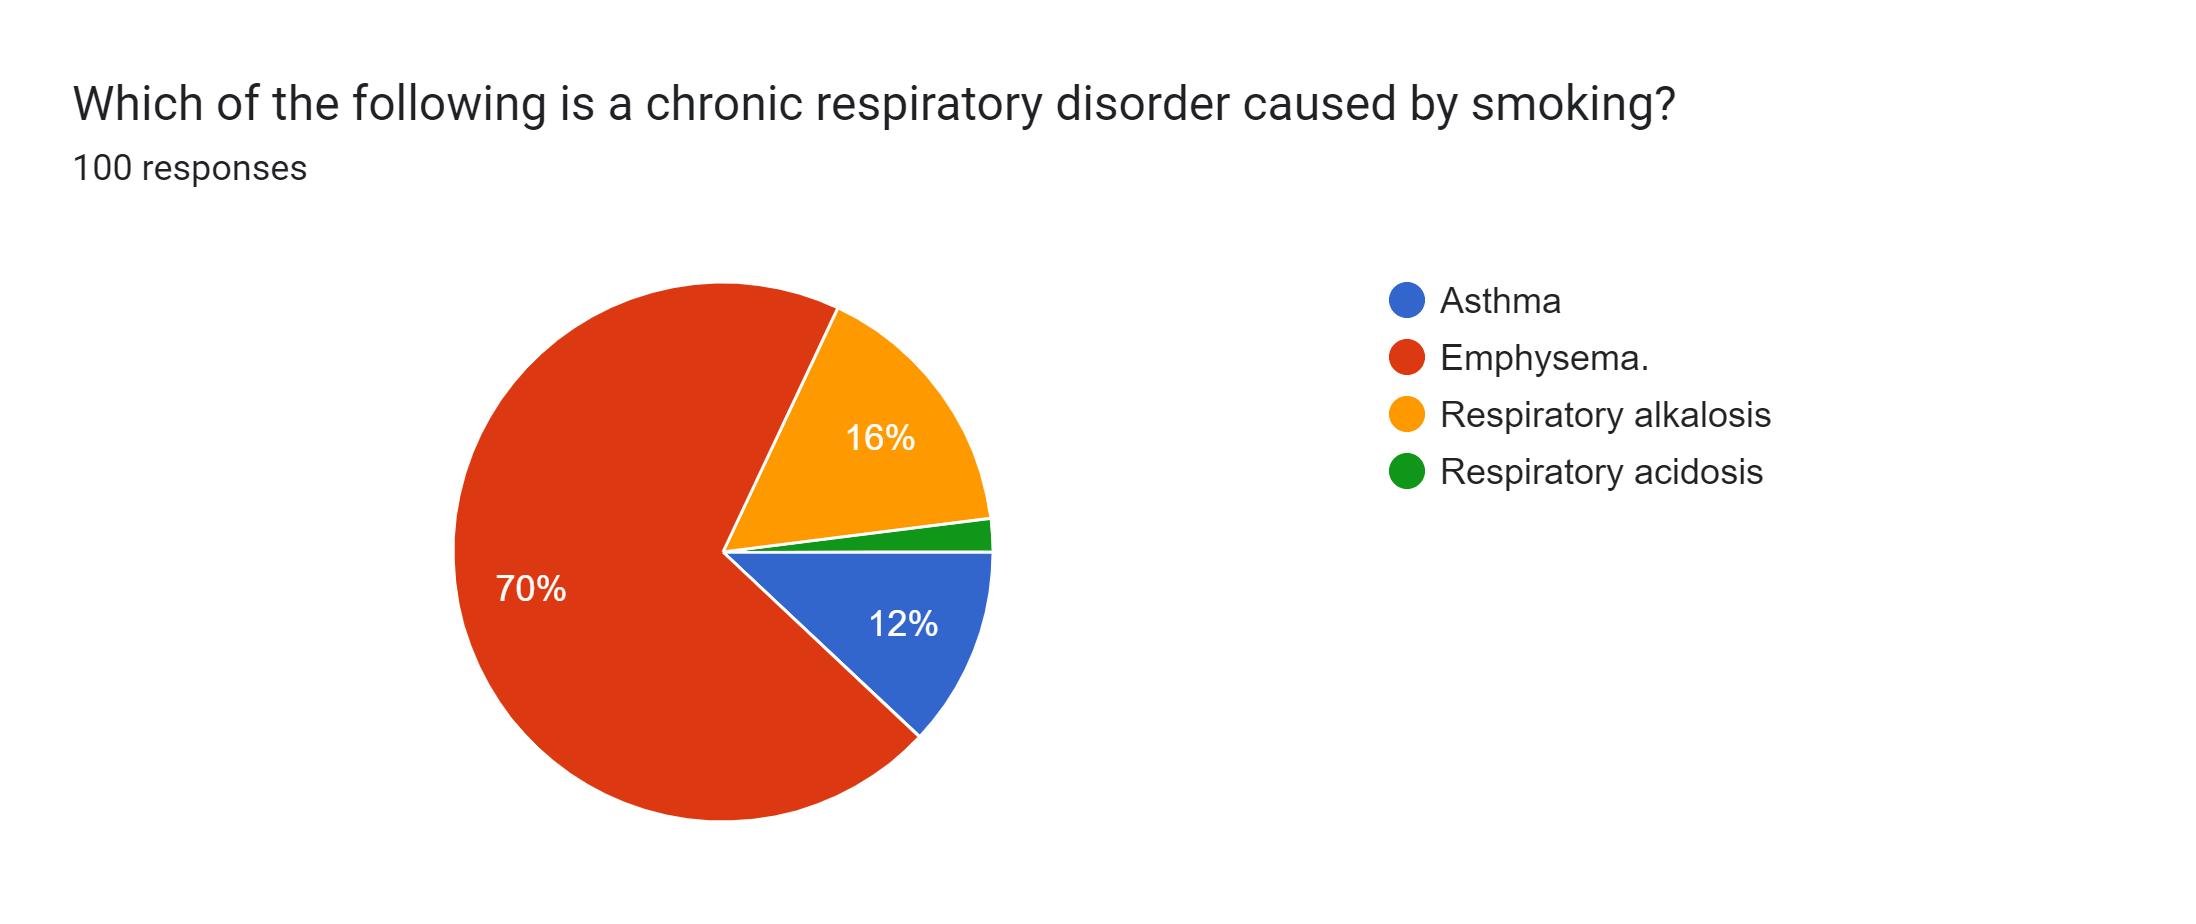 Which of the following is a chronic respiratory disorder caused by smoking?
100 responses
Asthma
Emphysema.
Respiratory alkalosis
Respiratory acidosis
16%
70%
12%